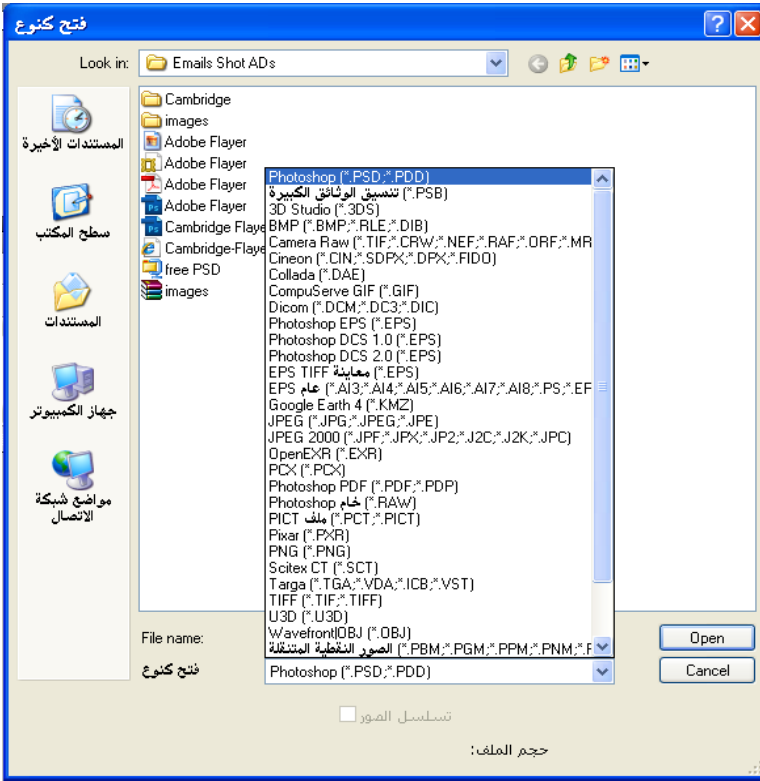 فتح كنوع
Look in:
Emails Shot ADs
المستندات الأخيرة
سطح المكتب
المستندات
جهاز الكمبيوتر
مواضع شبكة
الاتصال
Cambridge
images
Adobe Flayer
Adobe Flayer
Adobe Flayer
Adobe Flayer
Cambridge Flaye
Cambridge-Flaye
free PSD
images
Photoshop (*.PSD;*.PDD)
تنسيق الوثائق الكبيرة (*.PSB)
3D Studio (*.3DS)
BMP (*.BMP;*.RLE;*.DIB)
Camera Raw (*.TIF;*.CRW;*.NEF;*.RAF;*.ORF;*.MR
Cineon (*.CIN;*.SDPX;*.DPX;*.FIDO)
Collada (*.DAE)
CompuServe GIF (*.GIF)
Dicom (*.DCM;*.DC3;*.DIC)
Photoshop EPS (*.EPS)
Photoshop DCS 1.0 (*.EPS)
Photoshop DCS 2.0 (*.EPS)
EPS TIFF معاينة (*.EPS)
EPS عام (*.AI3;*.AI4;*.AI5;*.AI6;*.AI7;*.AI8;*.PS;*.EF
Google Earth 4 (*.KMZ)
JPEG (*.JPG;*.JPEG;*.JPE)
JPEG 2000 (*.JPF;*.JPX;*.JP2;*.J2C;*.J2K;*.JPC)
OpenEXR (*.EXR)
PCX (*.PCX)
Photoshop PDF (*.PDF;*.PDP)
Photoshop خام (*.RAW)
PICT ملف (*.PCT;*.PICT)
Pixar (*.PXR)
PNG (*.PNG)
Scitex CT (*.SCT)
Targa (*.TGA;*.VDA;*.ICB;*.VST)
TIFF (*.TIF;*.TIFF)
U3D (*.U3D)
Wavefront|OBJ (*.OBJ)
الصور النقطية المتنقلة (*.PBM;*.PGM;*.PPM;*.PNM;*.F
File name:
Open
فتح كنوع
Photoshop (*.PSD;*.PDD)
Cancel
تسلسل الصور
حجم الملف: